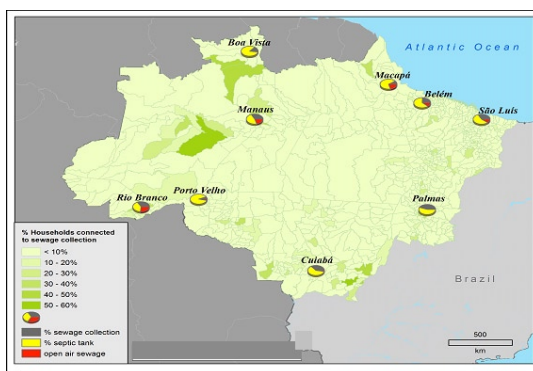 Boa Vista
Atlantic Ocean
Macapá
Belém
São Luís
Manaus
Porto Velho
Rio Branco
Palmas
Cuiabá
Brazil
% Households connected
to sewage collection
< 10%
10 - 20%
20 - 30%
30 - 40%
40 - 50%
50 - 60%
% sewage collection
% septic tank
open air sewage
500
km